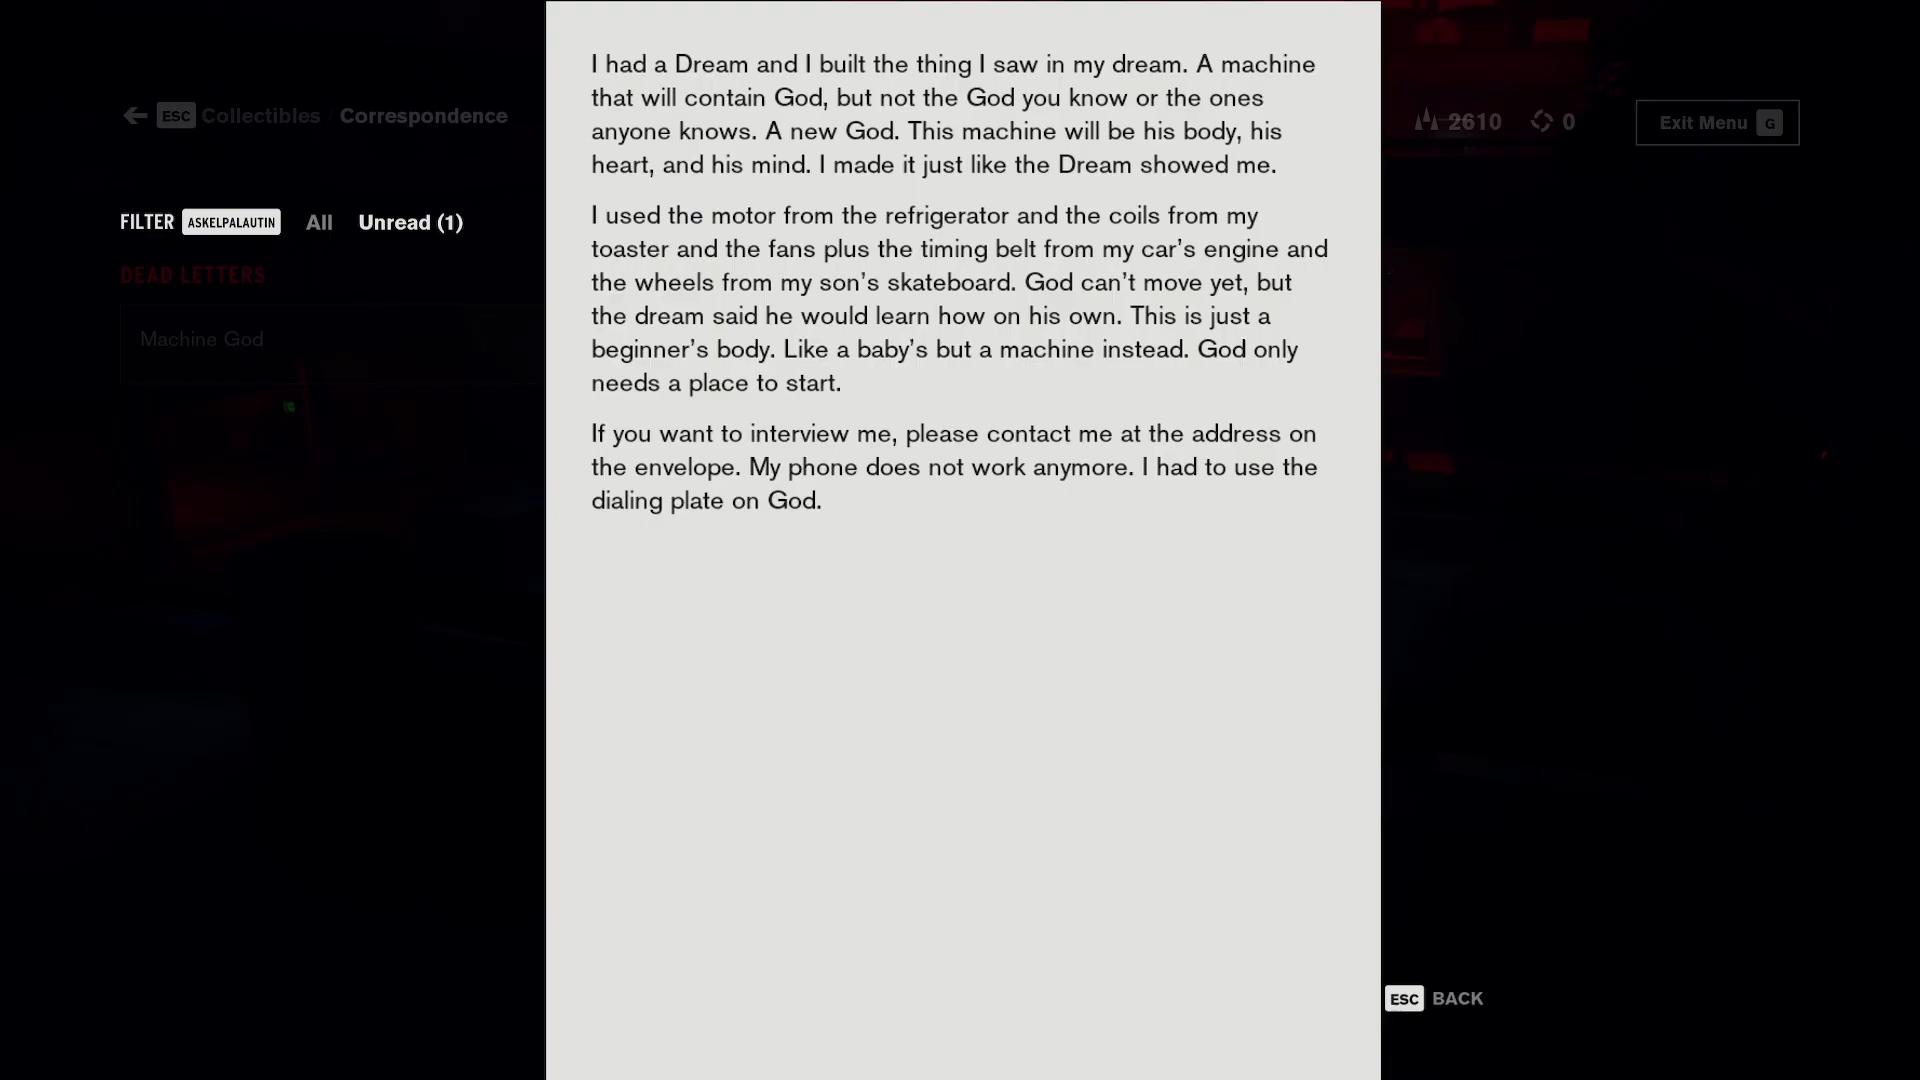 I had a Dream and I built the thing I saw in my dream. A machine
that will contain God, but not the God you know or the ones
anyone knows. A new God. This machine will be his body, his
heart, and his mind. I made it just like the Dream showed me.
I used the motor from the refrigerator and the coils from my
toaster and the fans plus the timing belt from my car’s engine and
the wheels from my son’s skateboard. God can’t move yet, but
the dream said he would learn how on his own. This is just a
beginner’s body. Like a baby’s but a machine instead. God only
needs a place to start.
If you want to interview me, please contact me at the address on
the envelope. My phone does not work anymore. I had to use the
dialing plate on God.
ESC Collectibles / Correspondence
2610 0
Exit Menu G
FILTER ASKELPALAUTIN All Unread (1)
DEAD LETTERS
Machine God
ESC BACK